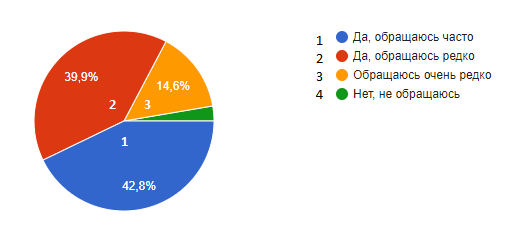 1 Да, обращаюсь часто
2 Да, обращаюсь редко
3 Обращаюсь очень редко
4 Нет, не обращаюсь
39,9%
14,6%
2 3
1
42,8%